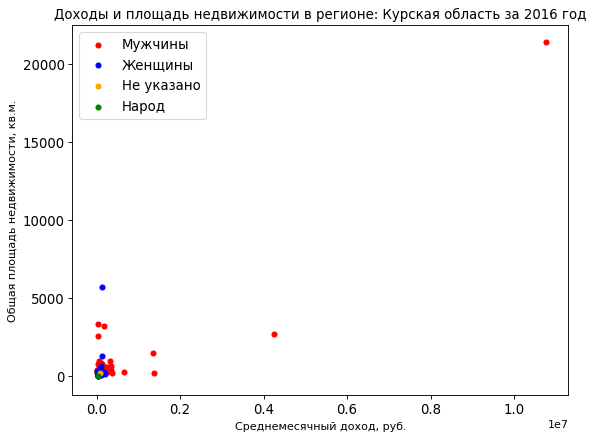 Доходы и площадь недвижимости в регионе: Курская область за 2016 год
Мужчины
Женщины
Не указано
Народ
Общая площадь недвижимости, кв.м.
20000
15000
10000
5000
0
0.0 0.2 0.4 0.6 0.8 1.0
1e7
Среднемесячный доход, руб.